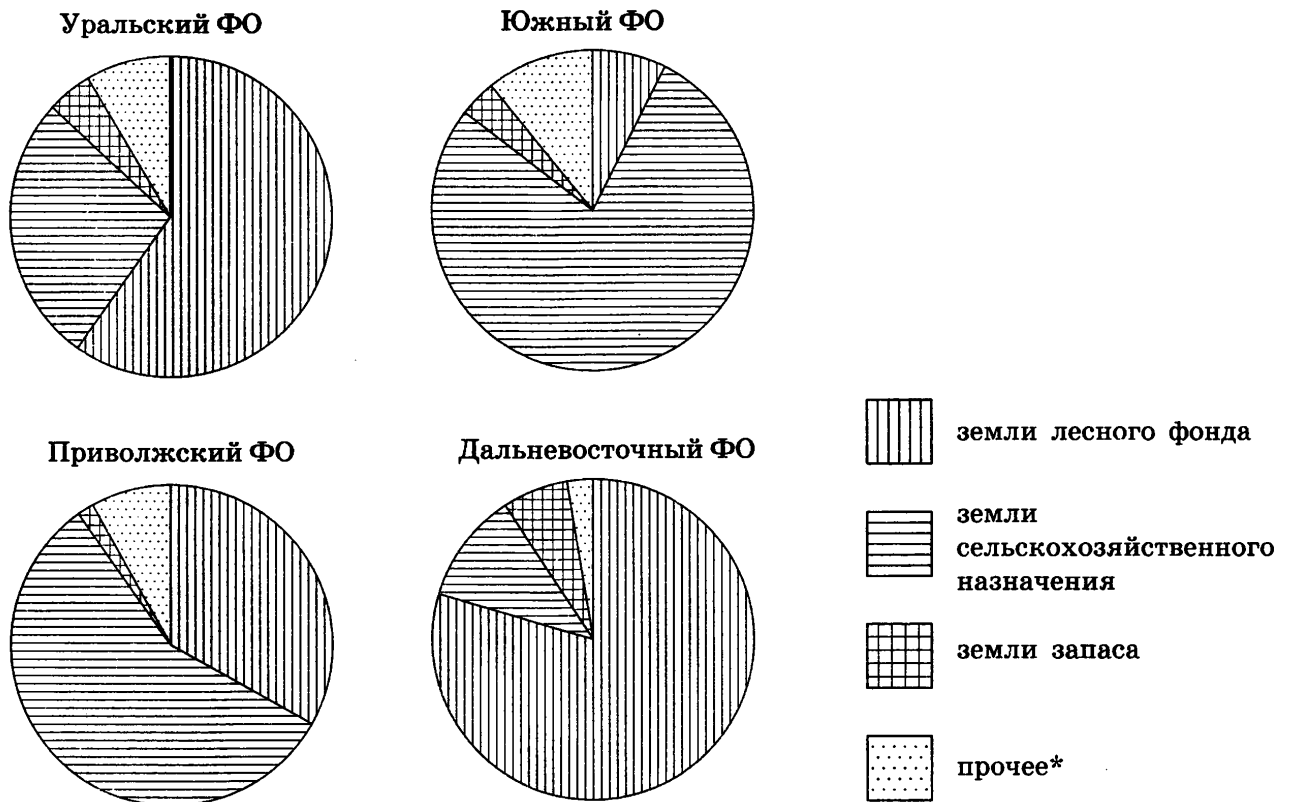 Уральский ФО
Южный ФО
Приволжский ФО
Дальневосточный ФО
земли лесного фонда
земли
сельскохозяйственного
назначения
земли запаса
прочее*